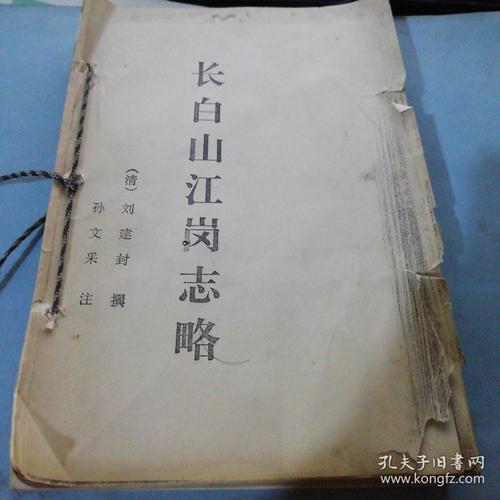 长白山江岗志略
(清)刘建封 撰
孙文采 注
孔夫子旧书网
www.kongfz.com